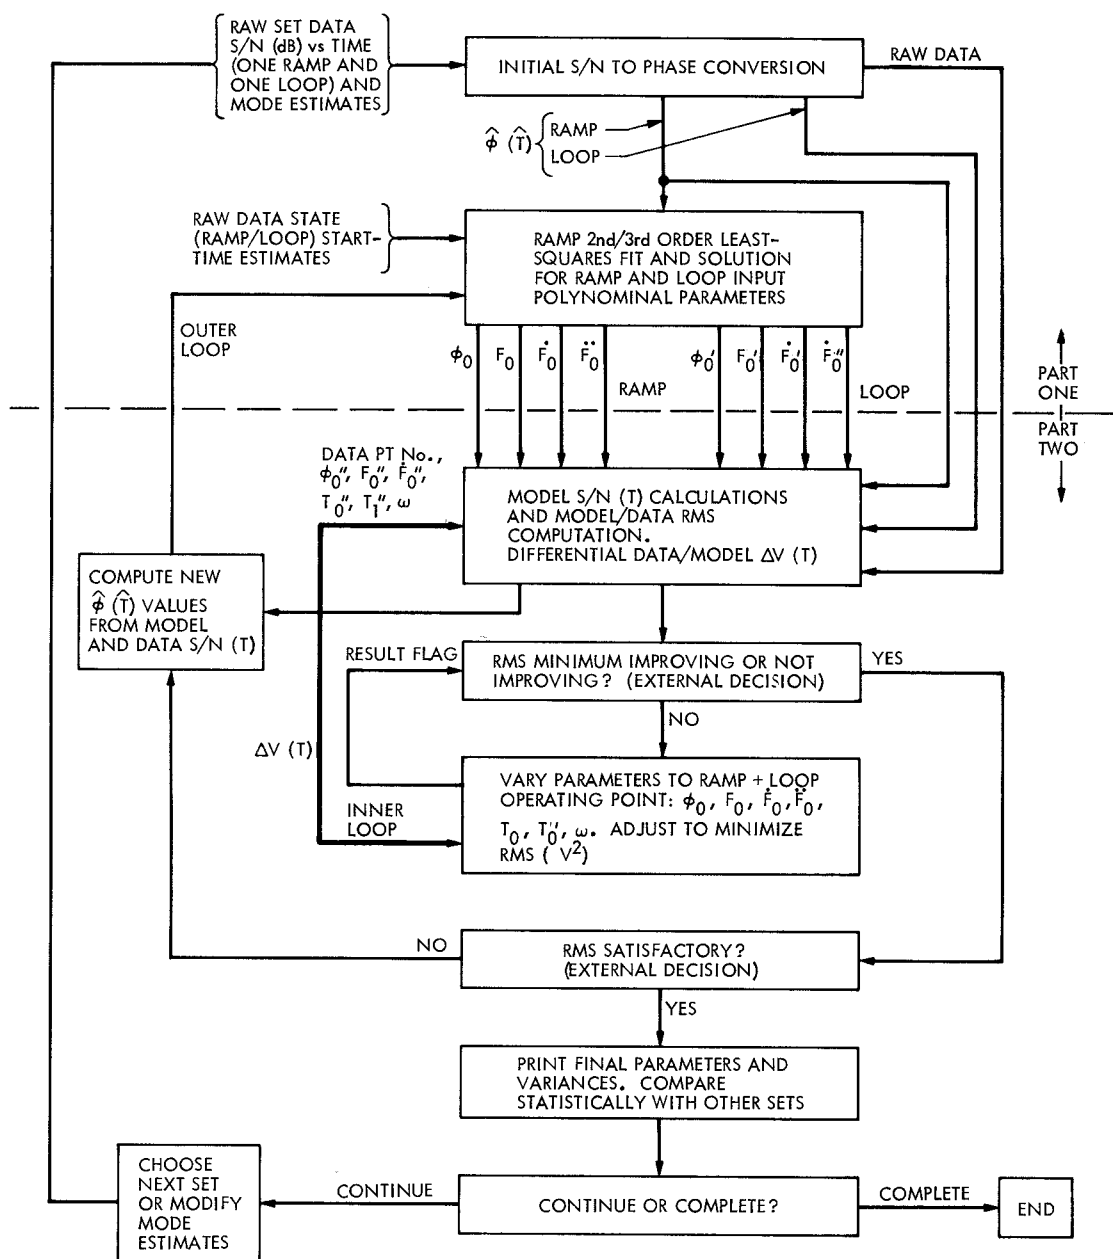 RAW SET DATA
S/N (dB) vs TIME
(ONE RAMP AND
ONE LOOP) AND
MODE ESTIMATES
INITIAL S/N TO PHASE CONVERSION
RAW DATA
ϕ̂ (T̂)
RAMP
LOOP
RAW DATA STATE
(RAMP/LOOP) START-
TIME ESTIMATES
RAMP 2nd/3rd ORDER LEAST-
SQUARES FIT AND SOLUTION
FOR RAMP AND LOOP INPUT
POLYNOMINAL PARAMETERS
OUTER
LOOP
ϕ₀ F₀ Ḟ₀ F̈₀
RAMP
ϕ₀′ F₀′ Ḟ₀′ Ḟ₀″
LOOP
PART
ONE
PART
TWO
DATA PT No.,
ϕ₀″, F₀″, Ḟ₀″,
T₀″, T₁″, ω
MODEL S/N (T) CALCULATIONS
AND MODEL/DATA RMS
COMPUTATION.
DIFFERENTIAL DATA/MODEL ΔV (T)
COMPUTE NEW
ϕ̂ (T̂) VALUES
FROM MODEL
AND DATA S/N (T)
RESULT FLAG
RMS MINIMUM IMPROVING OR NOT
IMPROVING? (EXTERNAL DECISION)
YES
NO
ΔV (T)
INNER
LOOP
VARY PARAMETERS TO RAMP + LOOP
OPERATING POINT: ϕ₀, F₀, Ḟ₀, F̈₀,
T₀, T₀″, ω. ADJUST TO MINIMIZE
RMS ( V²)
NO
RMS SATISFACTORY?
(EXTERNAL DECISION)
YES
PRINT FINAL PARAMETERS AND
VARIANCES. COMPARE
STATISTICALLY WITH OTHER SETS
CHOOSE
NEXT SET
OR MODIFY
MODE
ESTIMATES
CONTINUE
CONTINUE OR COMPLETE?
COMPLETE
END